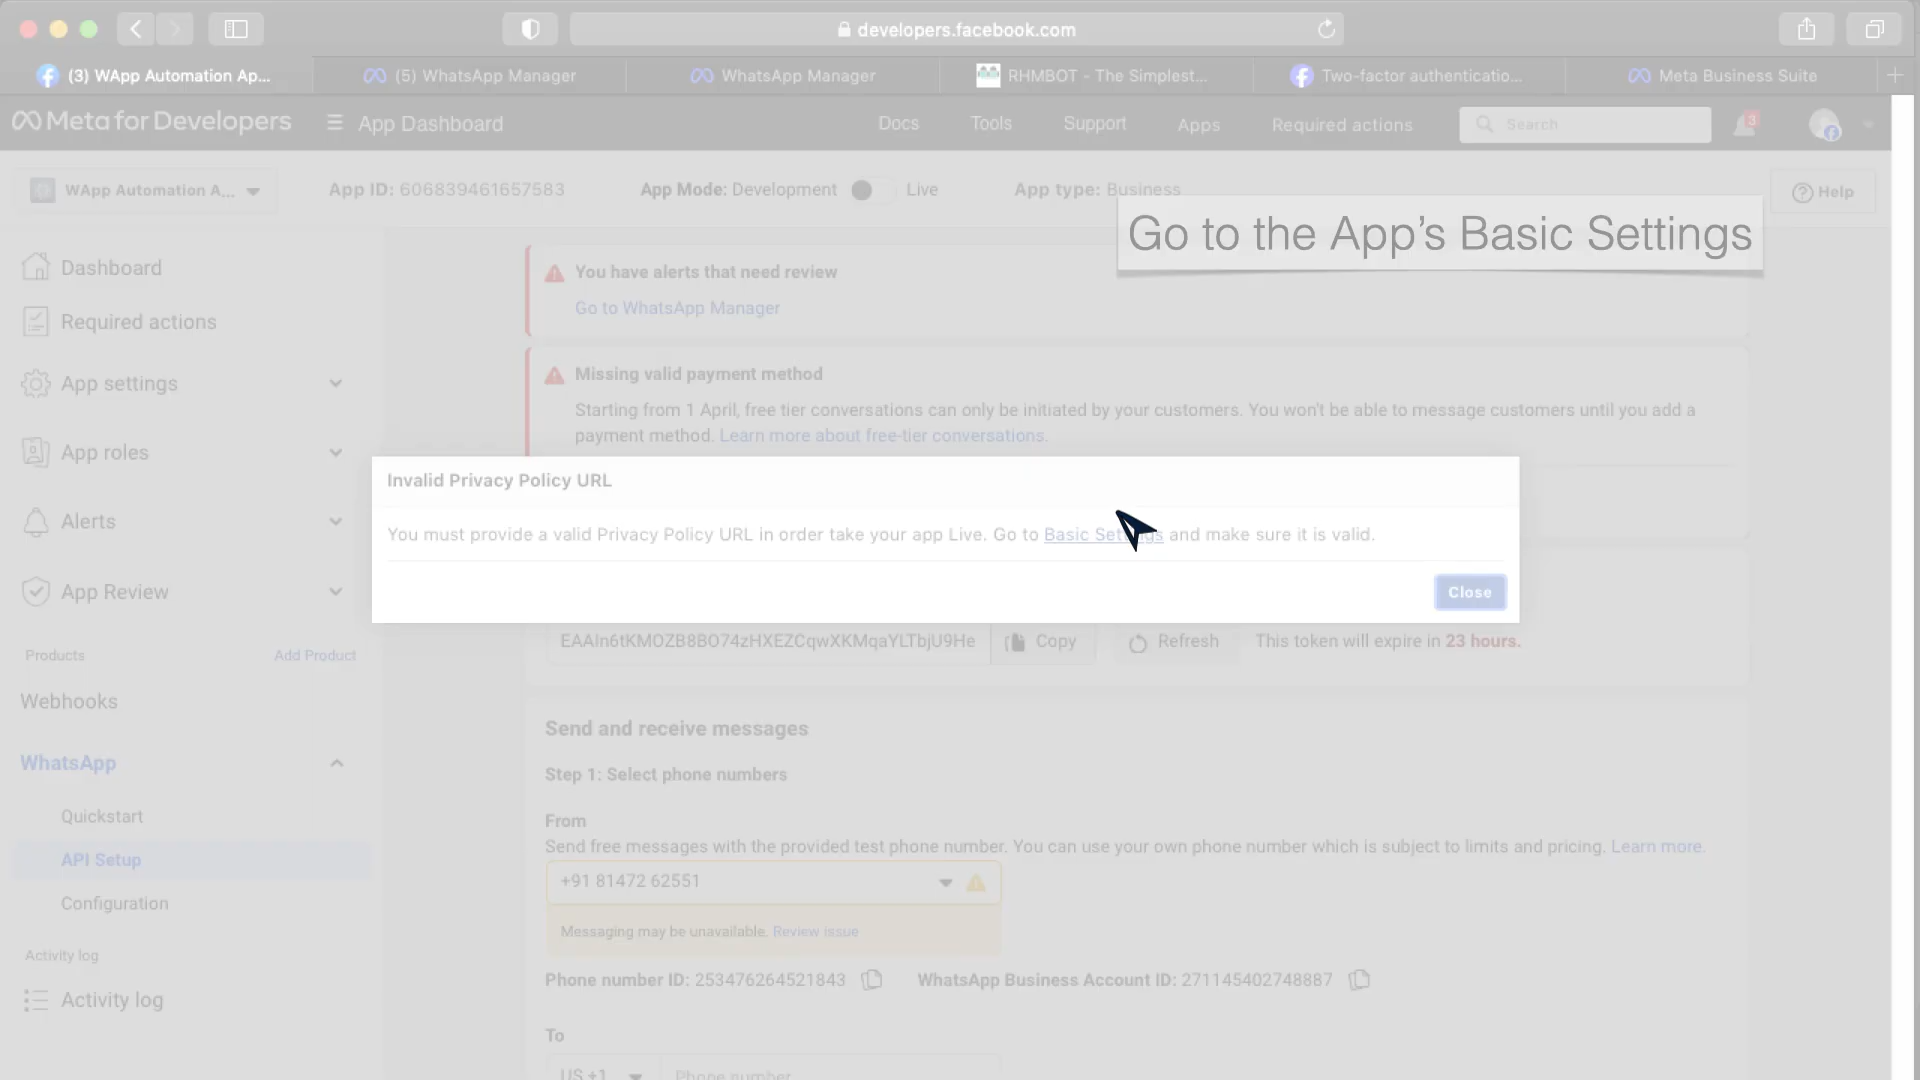 developers.facebook.com
(3) WApp Automation Ap...
(5) WhatsApp Manager
WhatsApp Manager
RHMBOT - The Simplest...
Two-factor authenticatio...
Meta Business Suite
Meta for Developers
App Dashboard
Docs
Tools
Support
Apps
Required actions
Search
3
WApp Automation A...
App ID: 606839461657583
App Mode: Development
Live
App type: Business
Help
Go to the App's Basic Settings
Dashboard
Required actions
App settings
App roles
Alerts
App Review
Products
Add Product
Webhooks
WhatsApp
Quickstart
API Setup
Configuration
Activity log
Activity log
You have alerts that need review
Go to WhatsApp Manager
Missing valid payment method
Starting from 1 April, free tier conversations can only be initiated by your customers. You won't be able to message customers until you add a
payment method. Learn more about free-tier conversations.
Invalid Privacy Policy URL
You must provide a valid Privacy Policy URL in order take your app Live. Go to Basic Settings and make sure it is valid.
Close
EAAIn6tKMOZB8BO74zHXEZCqwXKMqaYLTbjU9He
Copy
Refresh
This token will expire in 23 hours.
Send and receive messages
Step 1: Select phone numbers
From
Send free messages with the provided test phone number. You can use your own phone number which is subject to limits and pricing. Learn more.
+91 81472 62551
Messaging may be unavailable. Review issue
Phone number ID: 253476264521843
WhatsApp Business Account ID: 271145402748887
To
US +1
Phone number